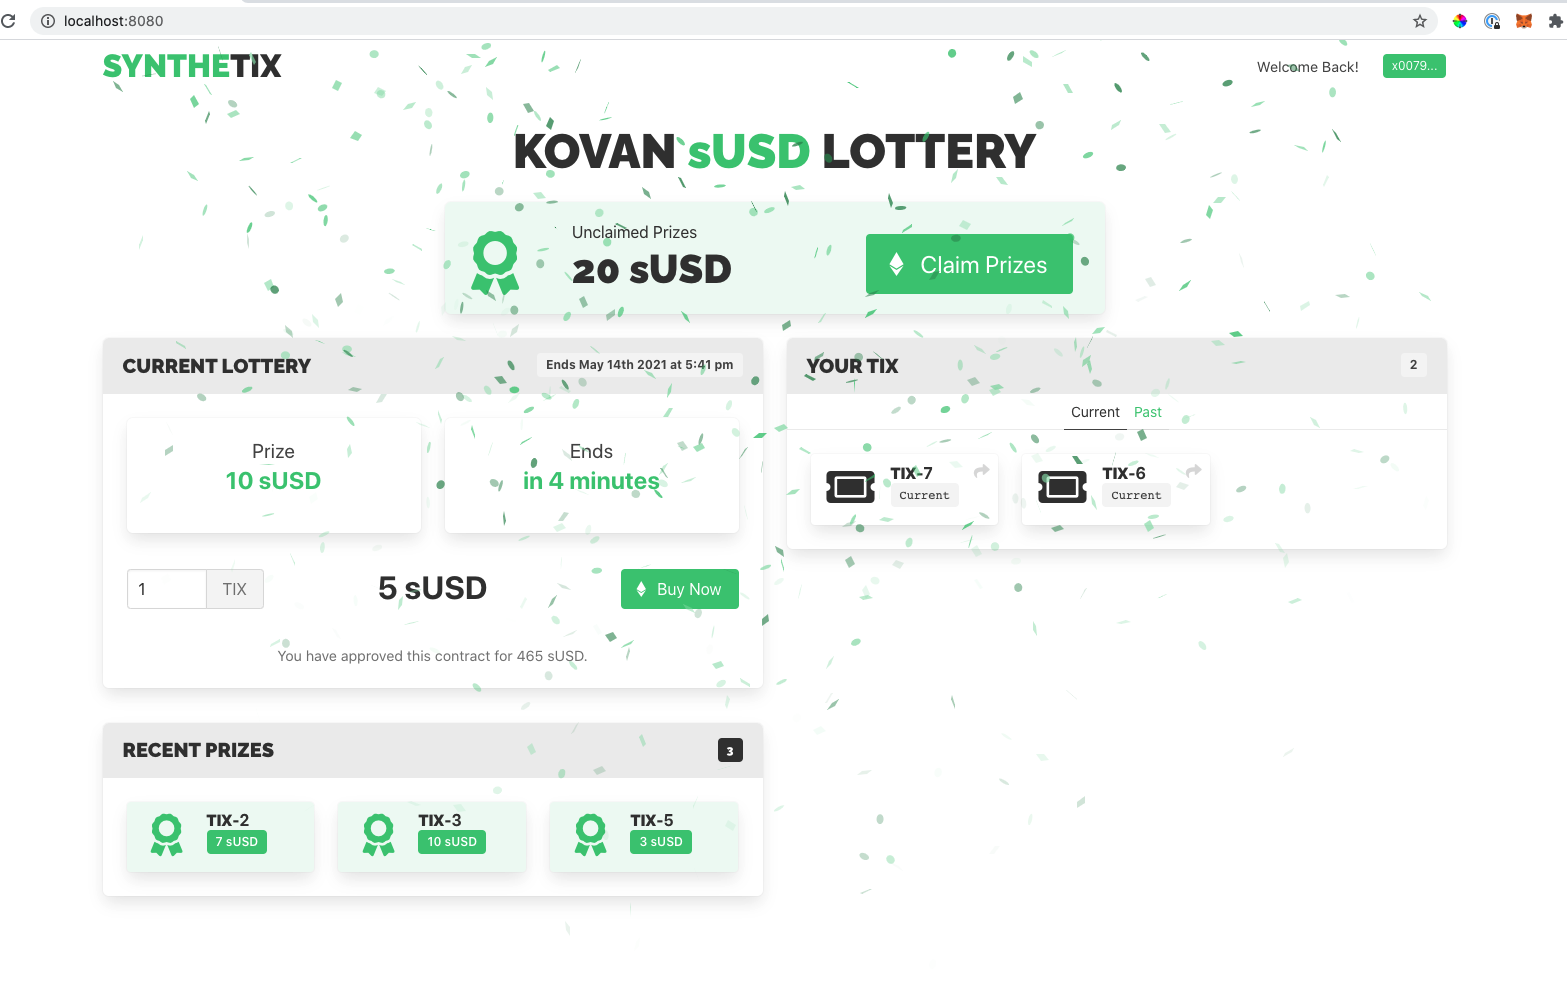 localhost:8080
SYNTHETIX
Welcome Back!
x0079...
KOVAN sUSD LOTTERY
Unclaimed Prizes
20 sUSD
Claim Prizes
CURRENT LOTTERY
Ends May 14th 2021 at 5:41 pm
Prize
10 sUSD
Ends
in 4 minutes
1 TIX
5 sUSD
Buy Now
You have approved this contract for 465 sUSD.
YOUR TIX
2
Current Past
TIX-7
Current
TIX-6
Current
RECENT PRIZES
3
TIX-2
7 sUSD
TIX-3
10 sUSD
TIX-5
3 sUSD